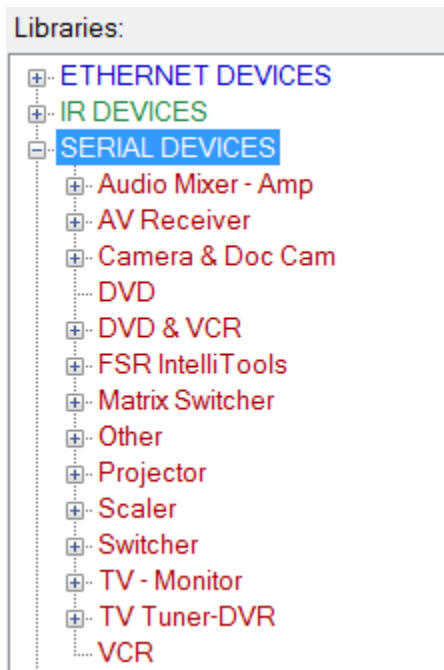 Libraries:
ETHERNET DEVICES
IR DEVICES
SERIAL DEVICES
Audio Mixer - Amp
AV Receiver
Camera & Doc Cam
DVD
DVD & VCR
FSR IntelliTools
Matrix Switcher
Other
Projector
Scaler
Switcher
TV - Monitor
TV Tuner-DVR
VCR